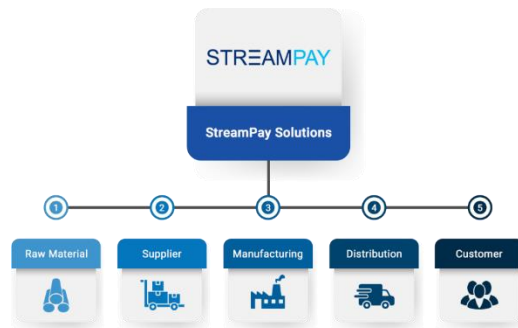 STREAMPAY
StreamPay Solutions
1 2 3 4 5
Raw Material Supplier Manufacturing Distribution Customer